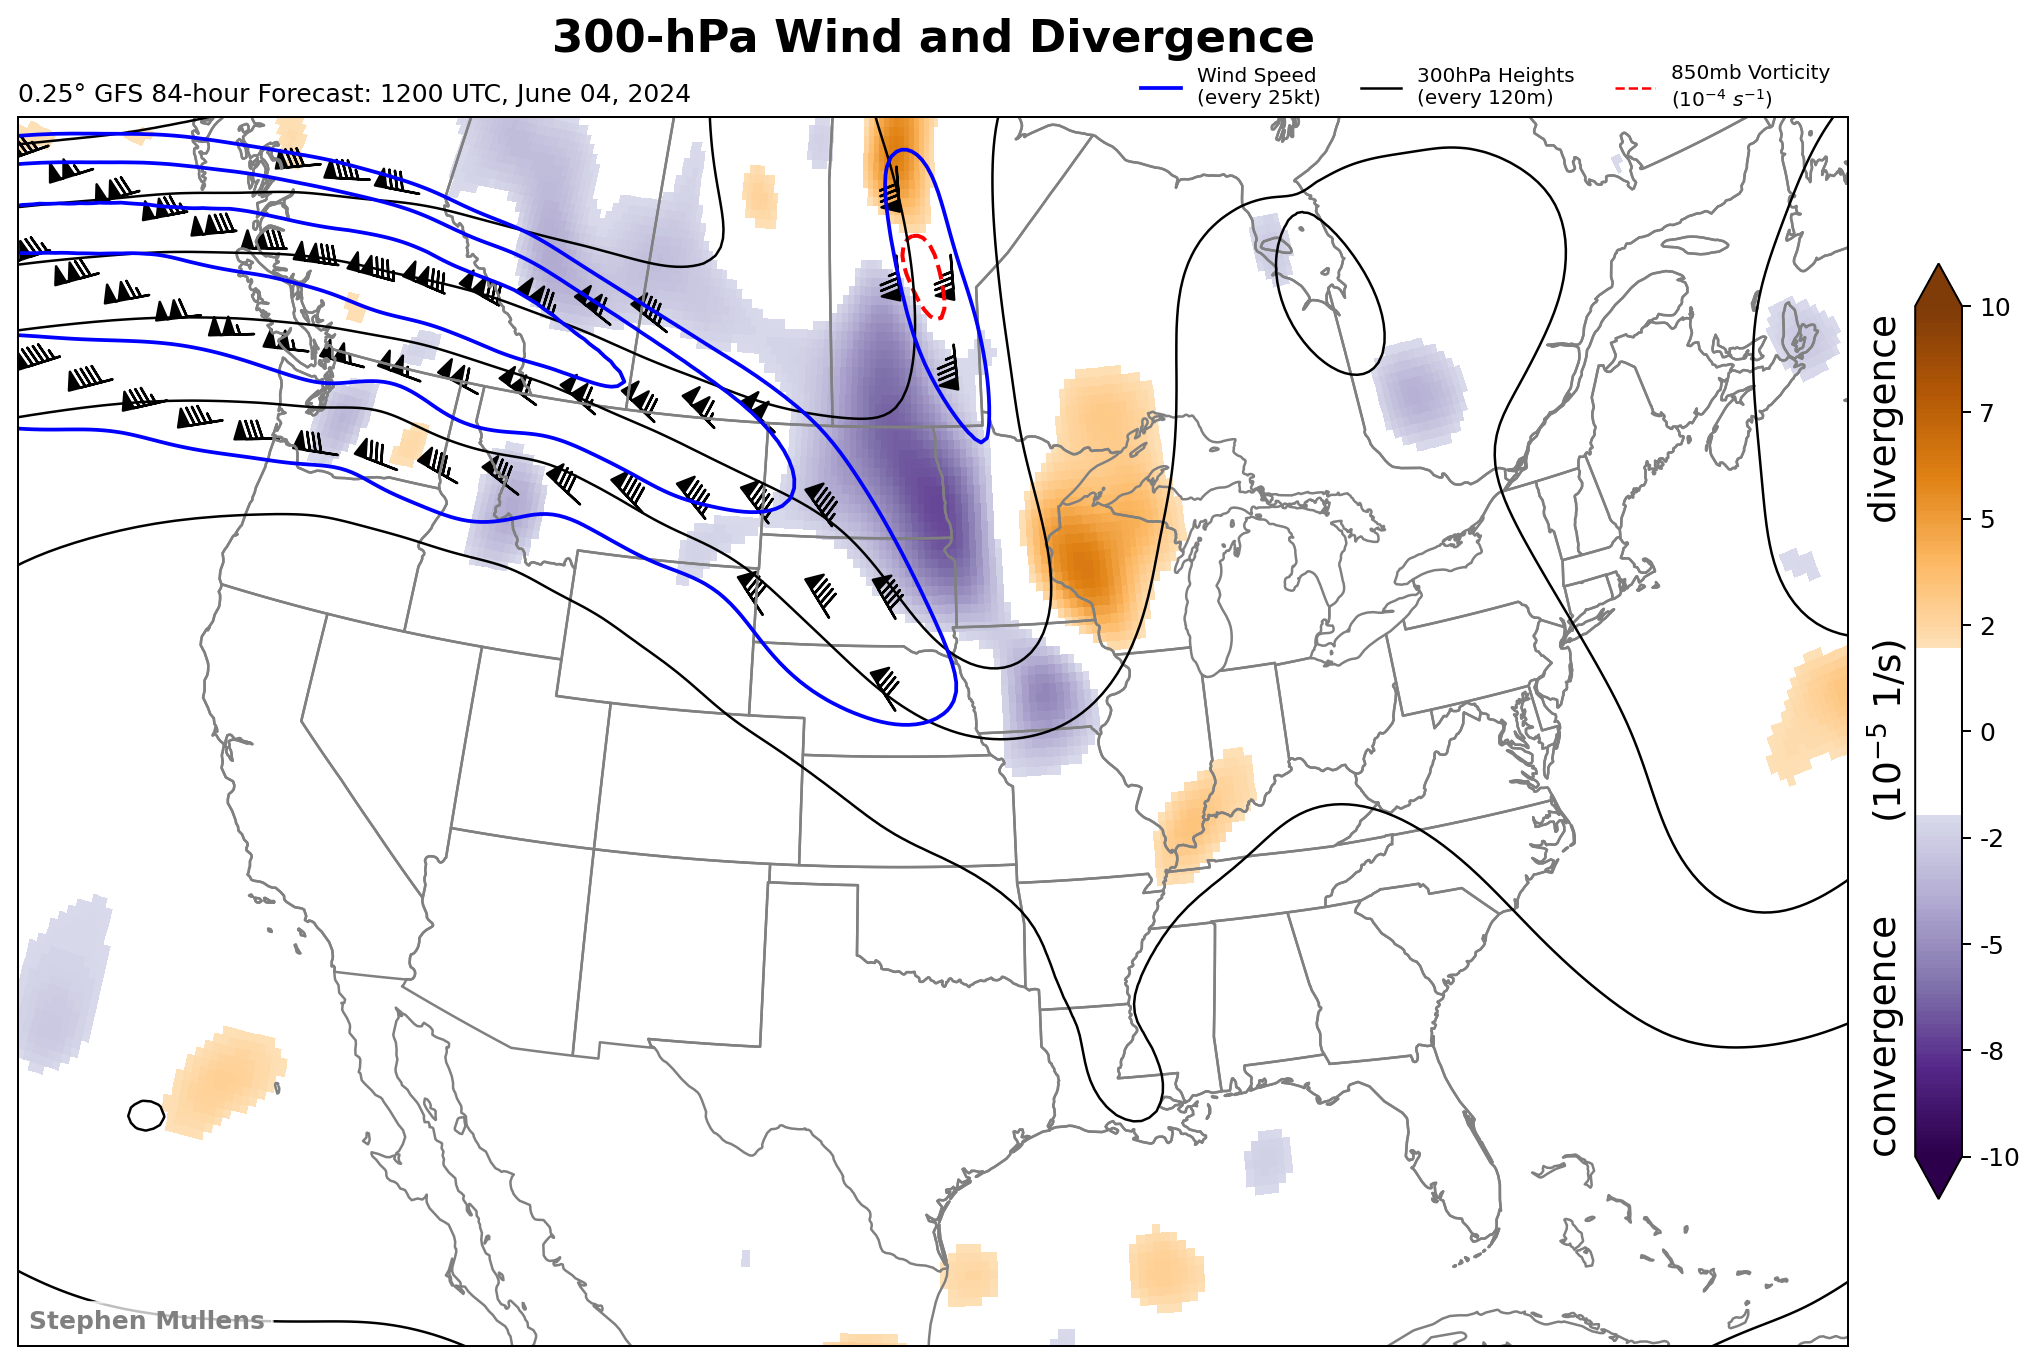 300-hPa Wind and Divergence
0.25° GFS 84-hour Forecast: 1200 UTC, June 04, 2024
Wind Speed
(every 25kt)
300hPa Heights
(every 120m)
850mb Vorticity
(10⁻⁴ s⁻¹)
10
7
5
2
0
-2
-5
-8
-10
convergence (10⁻⁵ 1/s) divergence
Stephen Mullens